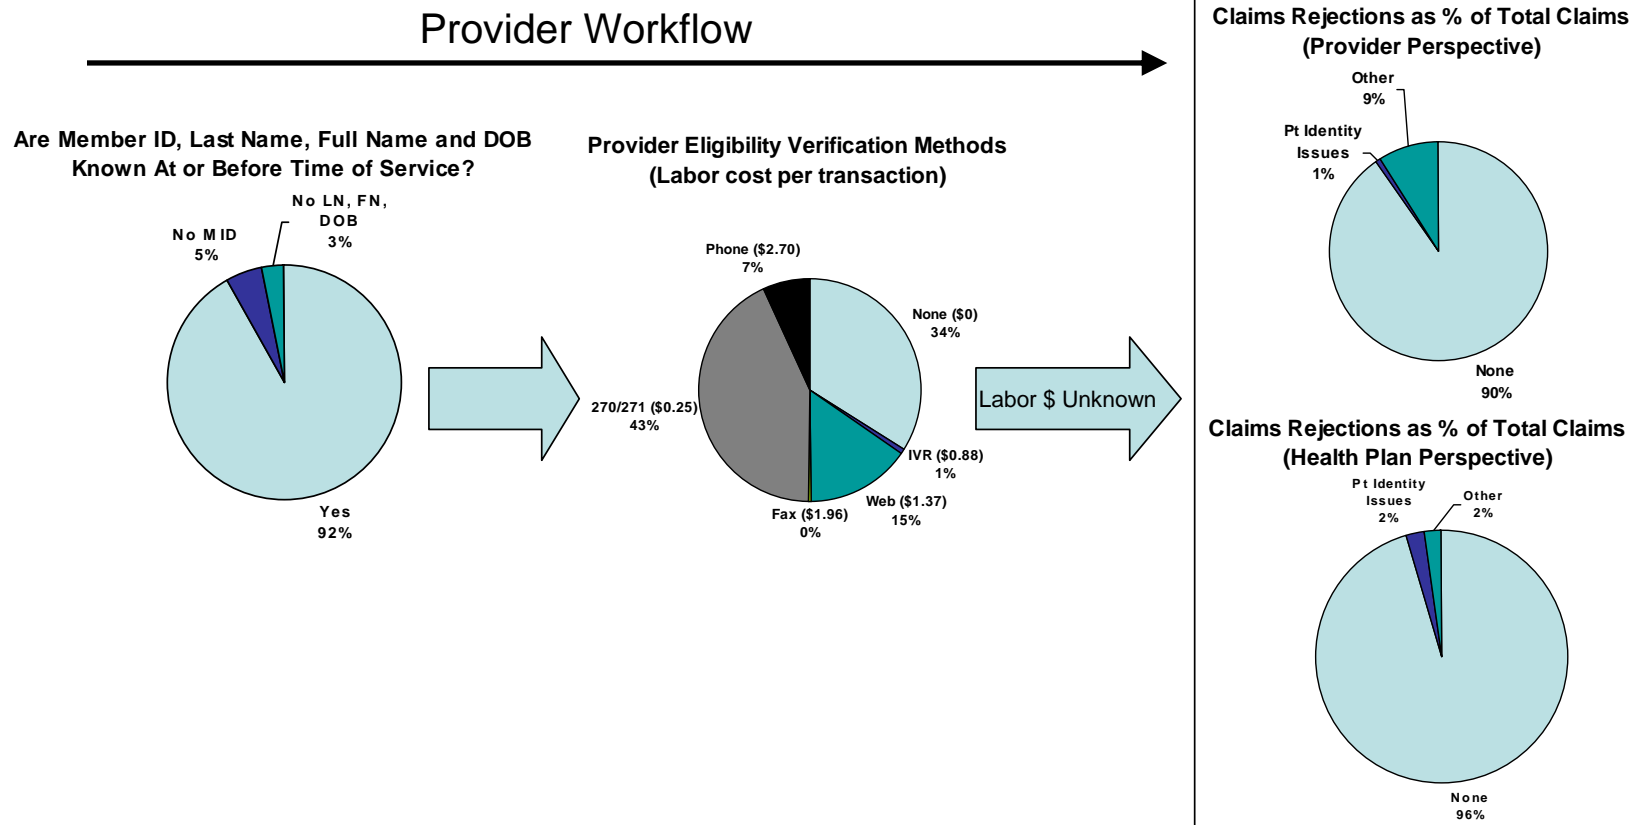 Provider Workflow
Are Member ID, Last Name, Full Name and DOB
Known At or Before Time of Service?
No LN, FN,
DOB
3%
No MID
5%
Yes
92%
Provider Eligibility Verification Methods
(Labor cost per transaction)
Phone ($2.70)
7%
None ($0)
34%
270/271 ($0.25)
43%
IVR ($0.88)
1%
Web ($1.37)
15%
Fax ($1.96)
0%
Labor $ Unknown
Claims Rejections as % of Total Claims
(Provider Perspective)
Other
9%
Pt Identity
Issues
1%
None
90%
Claims Rejections as % of Total Claims
(Health Plan Perspective)
Pt Identity
Issues
2%
Other
2%
None
96%